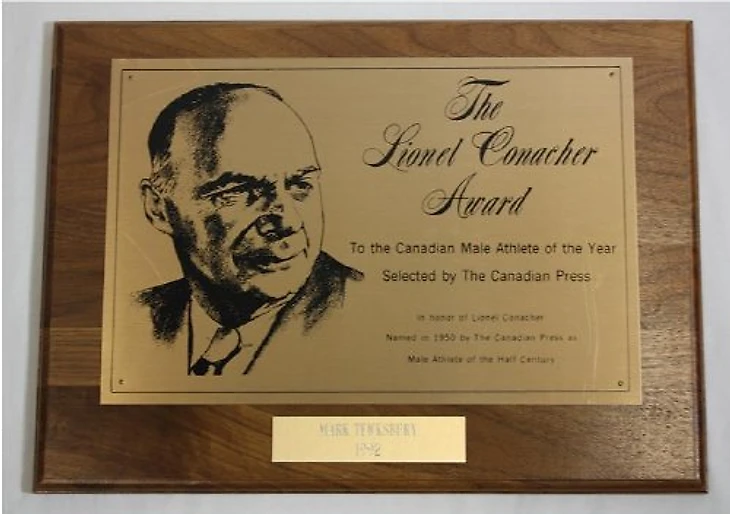 The
Lionel Conacher
Award
To the Canadian Male Athlete of the Year
Selected by The Canadian Press
In honor of Lionel Conacher
Named in 1950 by The Canadian Press as
Male Athlete of the Half Century
MARK TEWKSBURY
1992